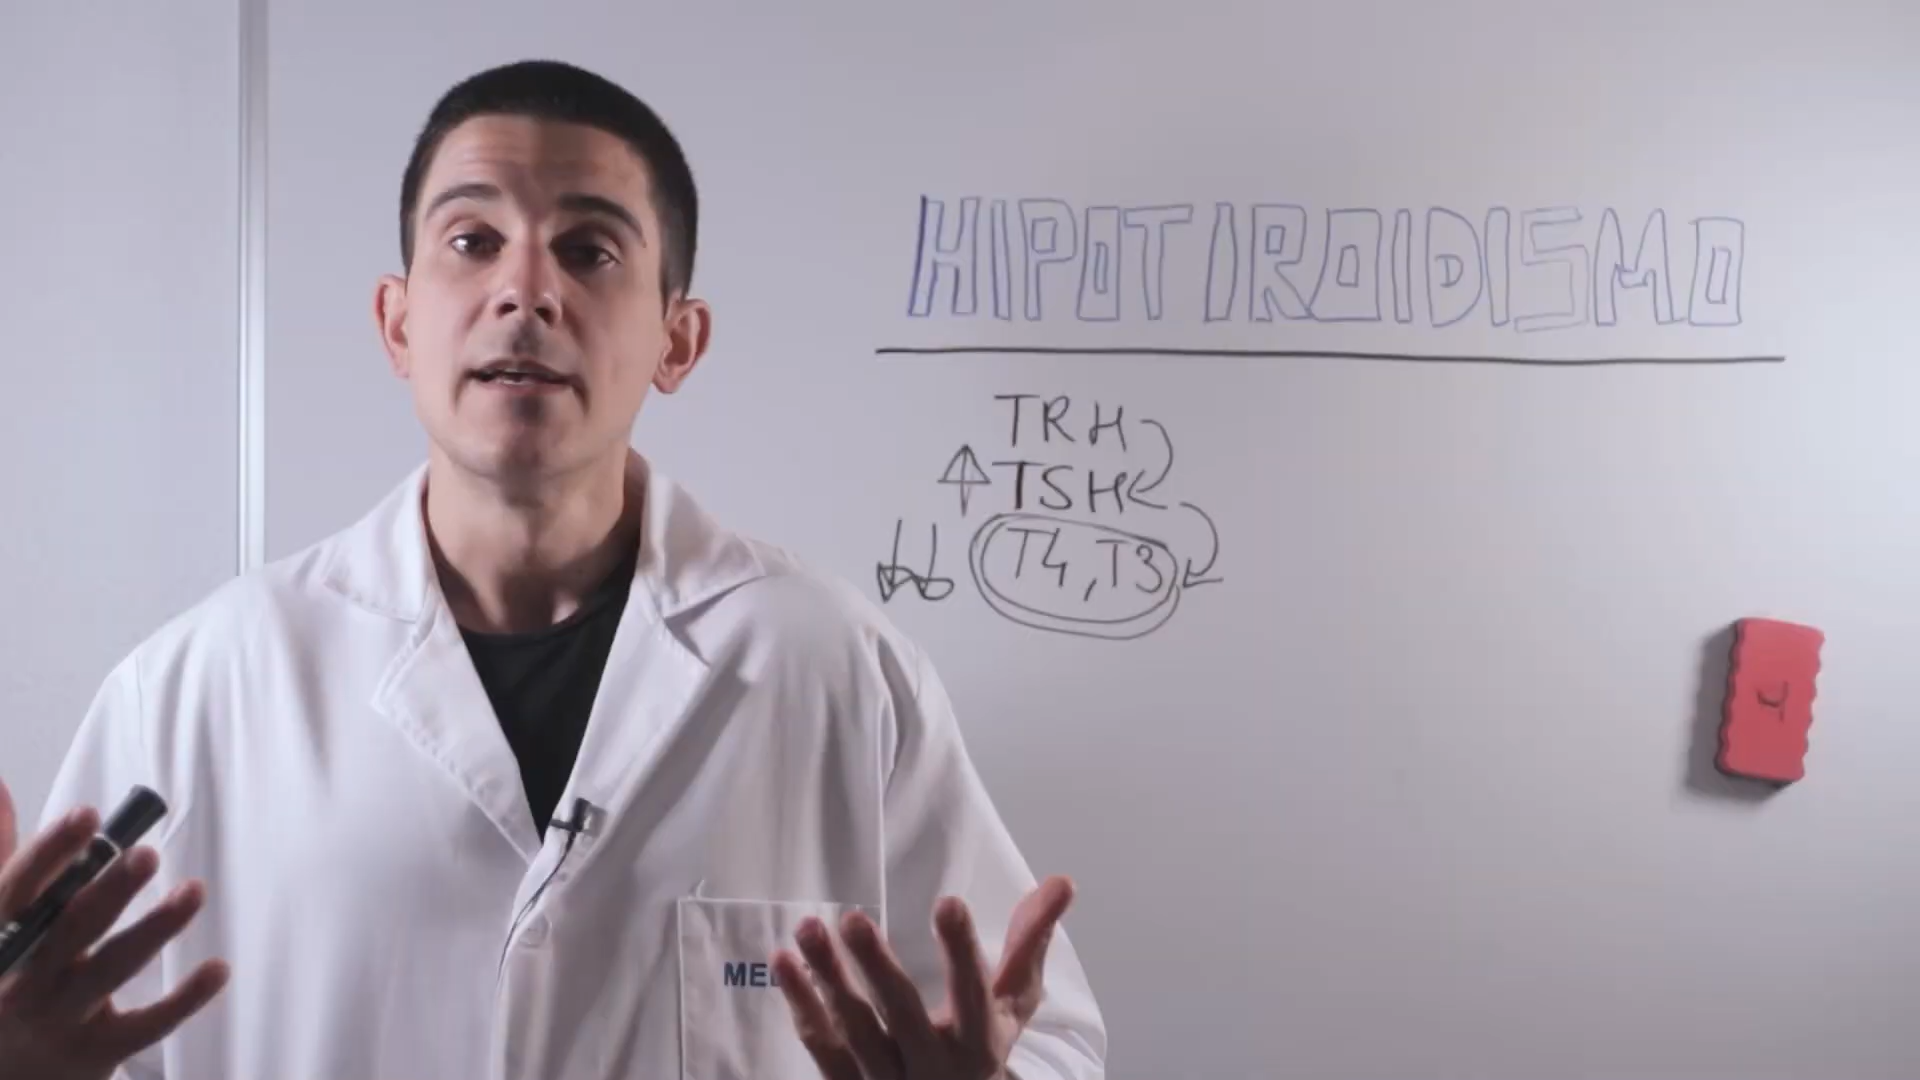 HIPOTIROIDISMO
TRH
↑ TSH
↓↓ T4, T3